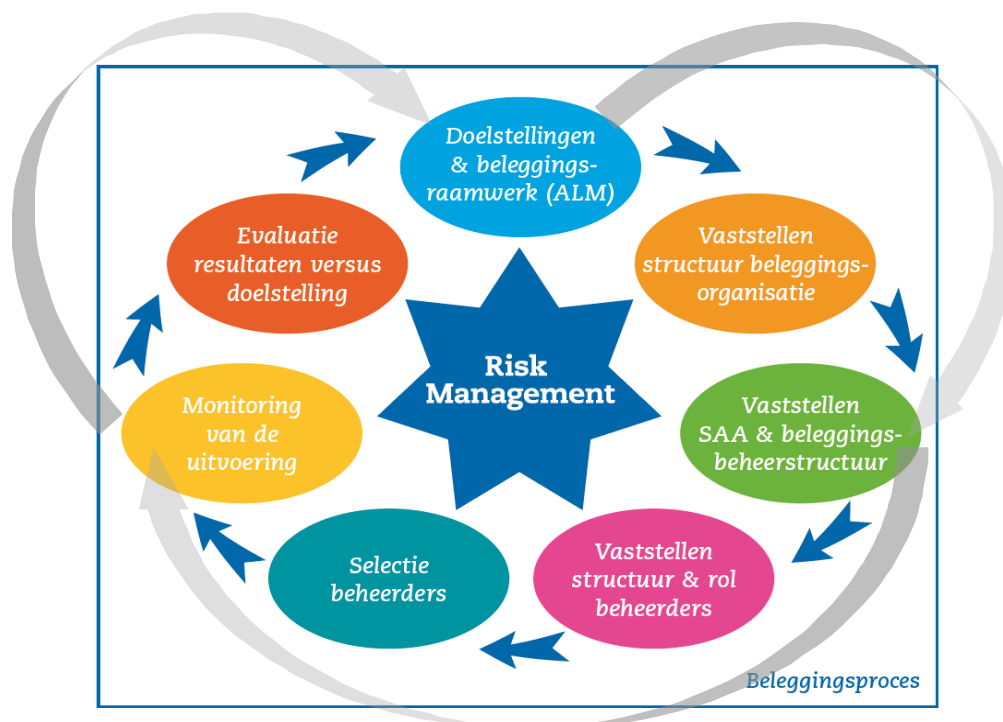 Doelstellingen
& beleggings-
raamwerk (ALM)
Vaststellen
structuur beleggings-
organisatie
Vaststellen
SAA & beleggings-
beheerstructuur
Vaststellen
structuur & rol
beheerders
Selectie
beheerders
Monitoring
van de
uitvoering
Evaluatie
resultaten versus
doelstelling
Risk
Management
Beleggingsproces